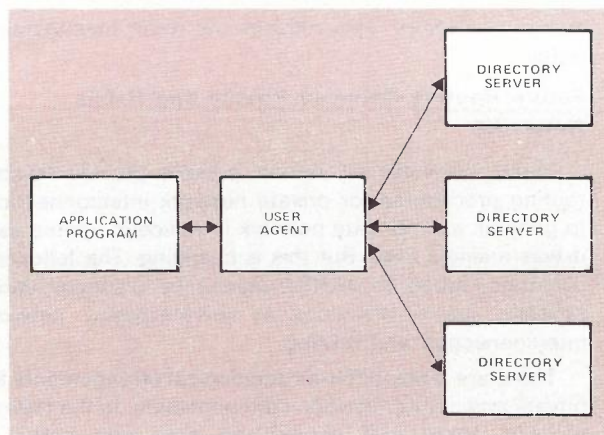 DIRECTORY
SERVER
APPLICATION
PROGRAM
USER
AGENT
DIRECTORY
SERVER
DIRECTORY
SERVER